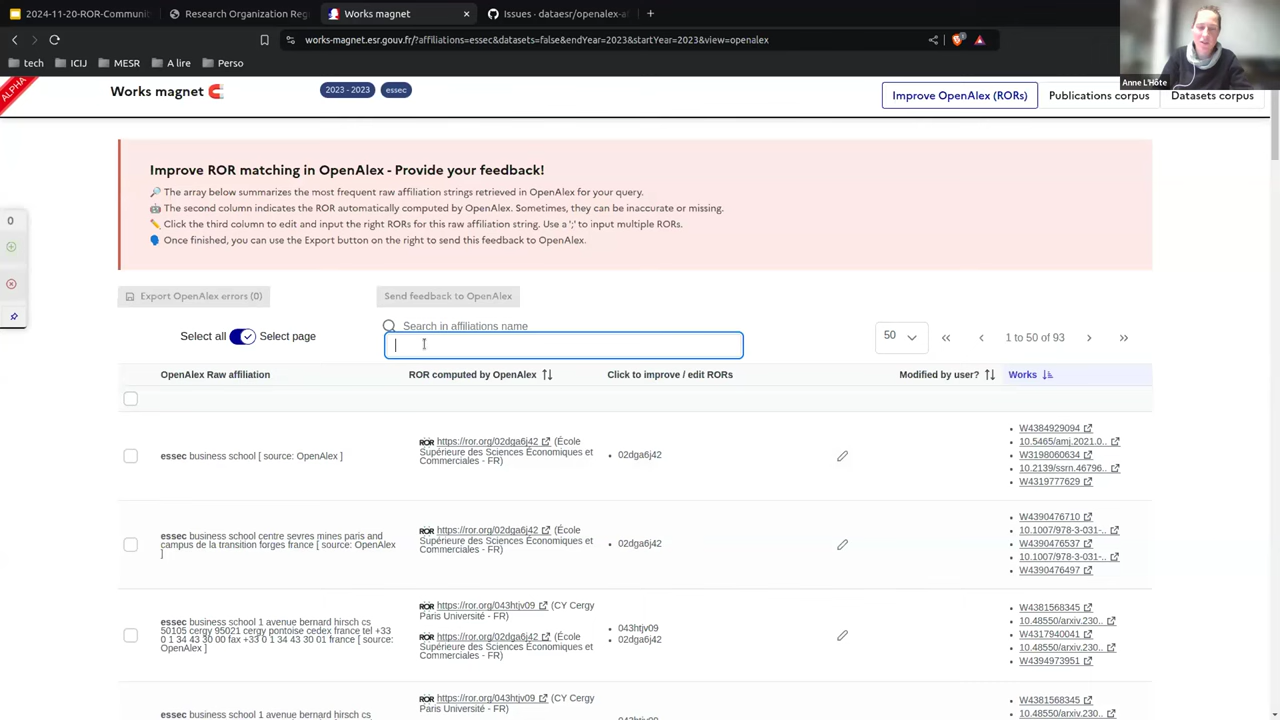 2024-11-20-ROR-Communit
Research Organization Reg
Works magnet
Issues · dataesr/openalex-a
works-magnet.esr.gouv.fr/?affiliations=essec&datasets=false&endYear=2023&startYear=2023&view=openalex
tech
ICIJ
MESR
A lire
Perso
Anne L'Hôte
ALPHA
Works magnet
2023 - 2023
essec
Improve OpenAlex (RORs)
Publications corpus
Datasets corpus
Improve ROR matching in OpenAlex - Provide your feedback!
The array below summarizes the most frequent raw affiliation strings retrieved in OpenAlex for your query.
The second column indicates the ROR automatically computed by OpenAlex. Sometimes, they can be inaccurate or missing.
Click the third column to edit and input the right RORs for this raw affiliation string. Use a ';' to input multiple RORs.
Once finished, you can use the Export button on the right to send this feedback to OpenAlex.
0
Export OpenAlex errors (0)
Send feedback to OpenAlex
Select all
Select page
Search in affiliations name
50
1 to 50 of 93
OpenAlex Raw affiliation
ROR computed by OpenAlex
Click to improve / edit RORs
Modified by user?
Works
essec business school [ source: OpenAlex ]
ROR https://ror.org/02dga6j42 (École
Supérieure des Sciences Économiques et
Commerciales - FR)
02dga6j42
W4384929094
10.5465/amj.2021.0..
W3198060634
10.2139/ssrn.46796..
W4319777629
essec business school centre sevres mines paris and
campus de la transition forges france [ source: OpenAlex
]
ROR https://ror.org/02dga6j42 (École
Supérieure des Sciences Économiques et
Commerciales - FR)
02dga6j42
W4390476710
10.1007/978-3-031-..
W4390476537
10.1007/978-3-031-..
W4390476497
essec business school 1 avenue bernard hirsch cs
50105 cergy 95021 cergy pontoise cedex france tel +33
0 1 34 43 30 00 fax +33 0 1 34 43 30 01 france [ source:
OpenAlex ]
ROR https://ror.org/043htjv09 (CY Cergy
Paris Université - FR)
ROR https://ror.org/02dga6j42 (École
Supérieure des Sciences Économiques et
Commerciales - FR)
043htjv09
02dga6j42
W4381568345
10.48550/arxiv.230..
W4317940041
10.48550/arxiv.230..
W4394973951
essec business school 1 avenue bernard hirsch cs
ROR https://ror.org/043htjv09 (CY Cergy
Paris Université - FR)
043htjv09
W4381568345
10.48550/arxiv.230..